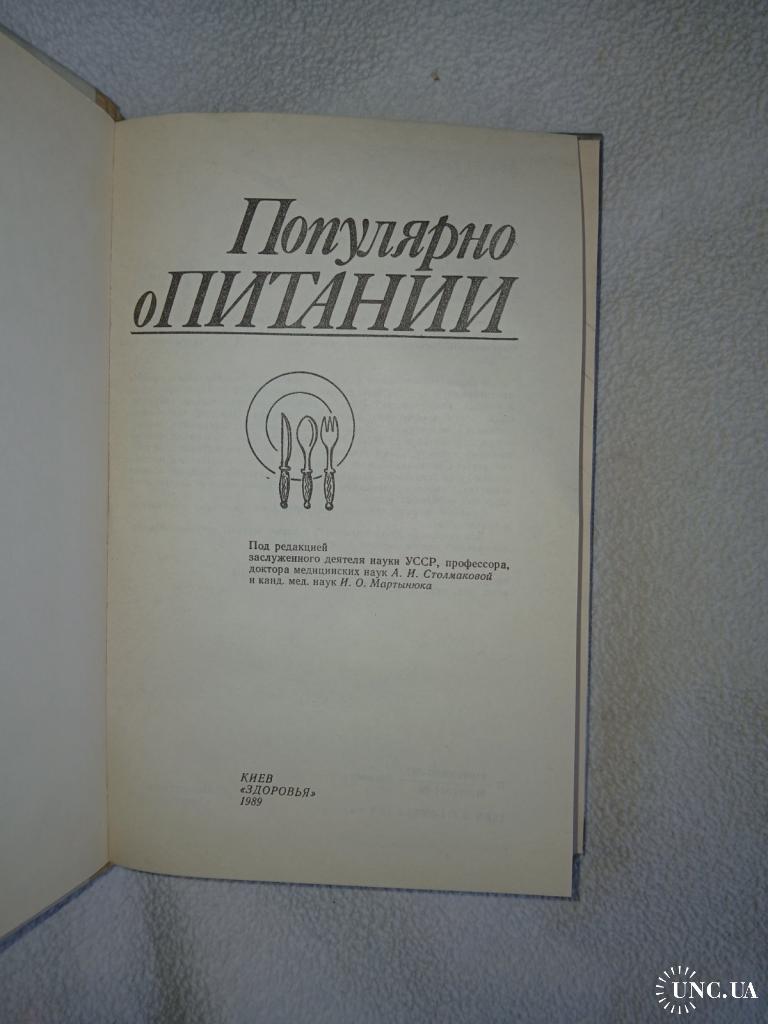 Популярно
о ПИТАНИИ
Под редакцией
заслуженного деятеля науки УССР, профессора,
доктора медицинских наук А. И. Столмаковой
и канд. мед. наук И. О. Мартынюка
КИЕВ
«ЗДОРОВЬЯ»
1989
UNC.UA